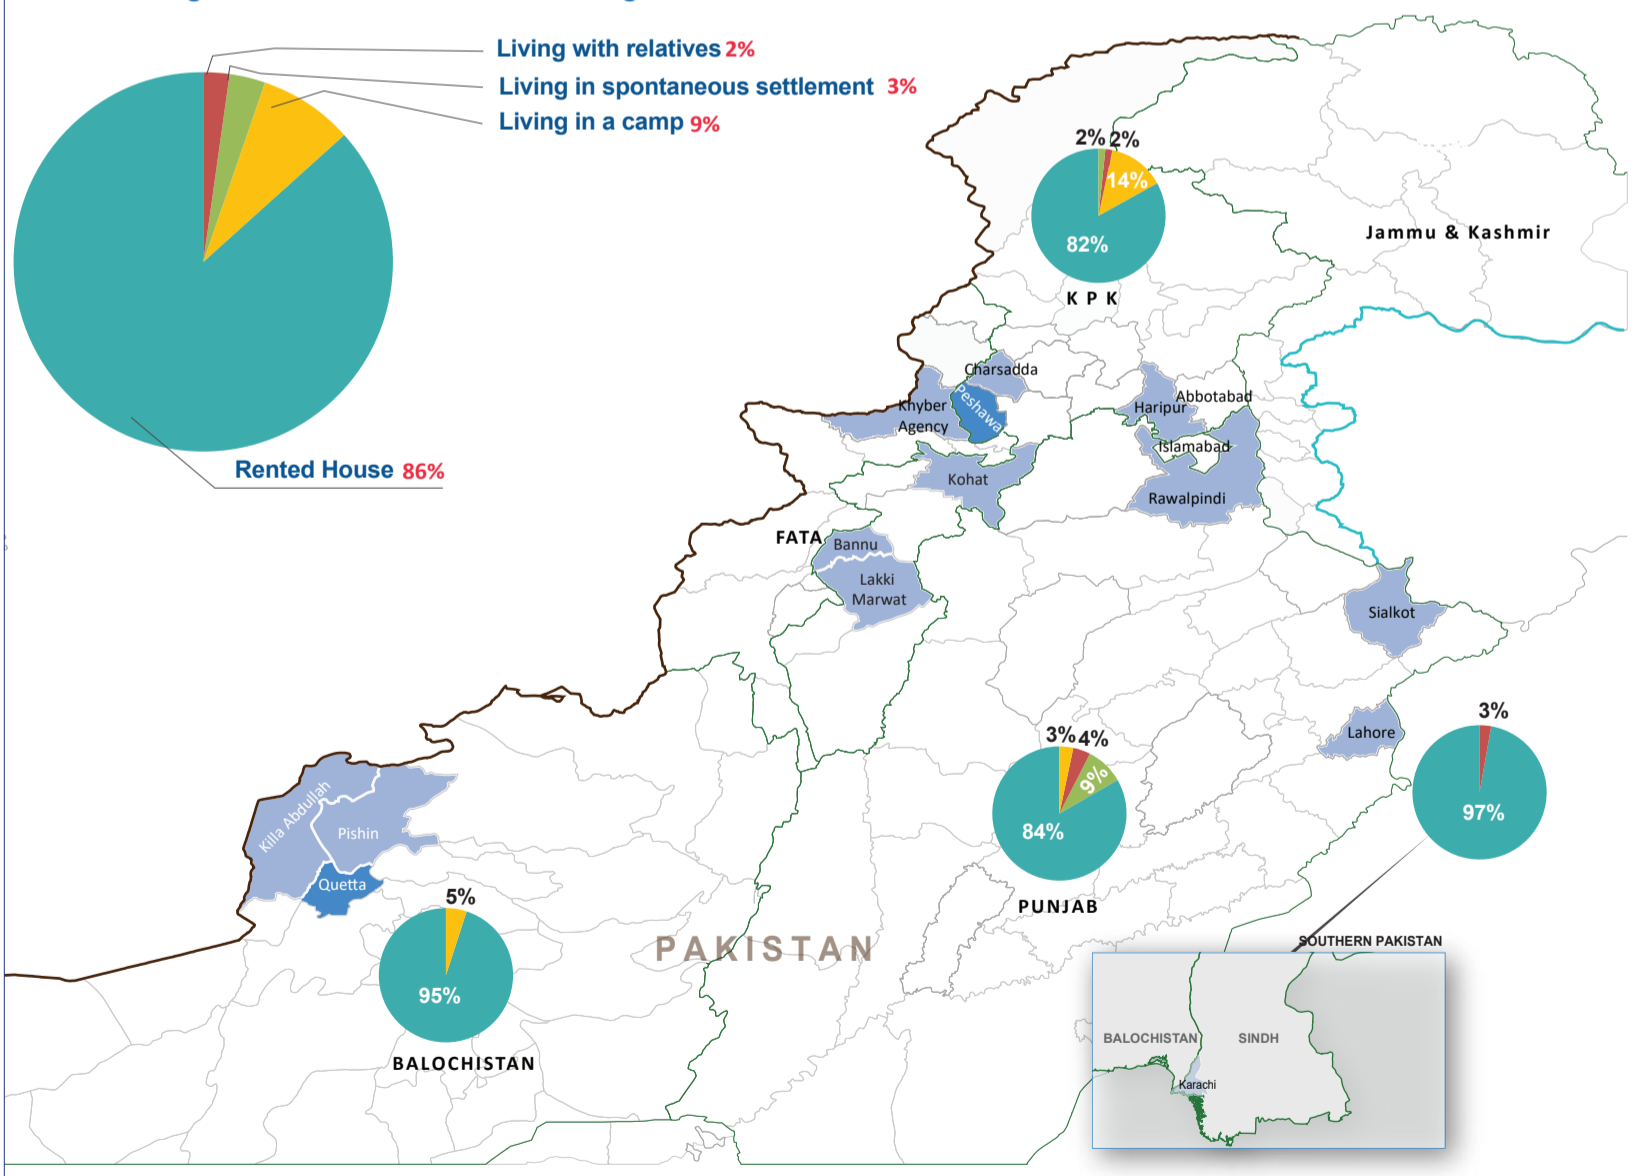 Living with relatives 2%
Living in spontaneous settlement 3%
Living in a camp 9%
Rented House 86%
2% 2%
14%
82%
K P K
Jammu & Kashmir
Charsadda
Peshawa
Khyber
Agency
Abbotabad
Haripur
Islamabad
Kohat
Rawalpindi
FATA
Bannu
Lakki
Marwat
Sialkot
Lahore
3%
97%
3% 4%
9%
84%
PUNJAB
Killa Abdullah
Pishin
Quetta
5%
95%
BALOCHISTAN
PAKISTAN
SOUTHERN PAKISTAN
BALOCHISTAN
SINDH
Karachi